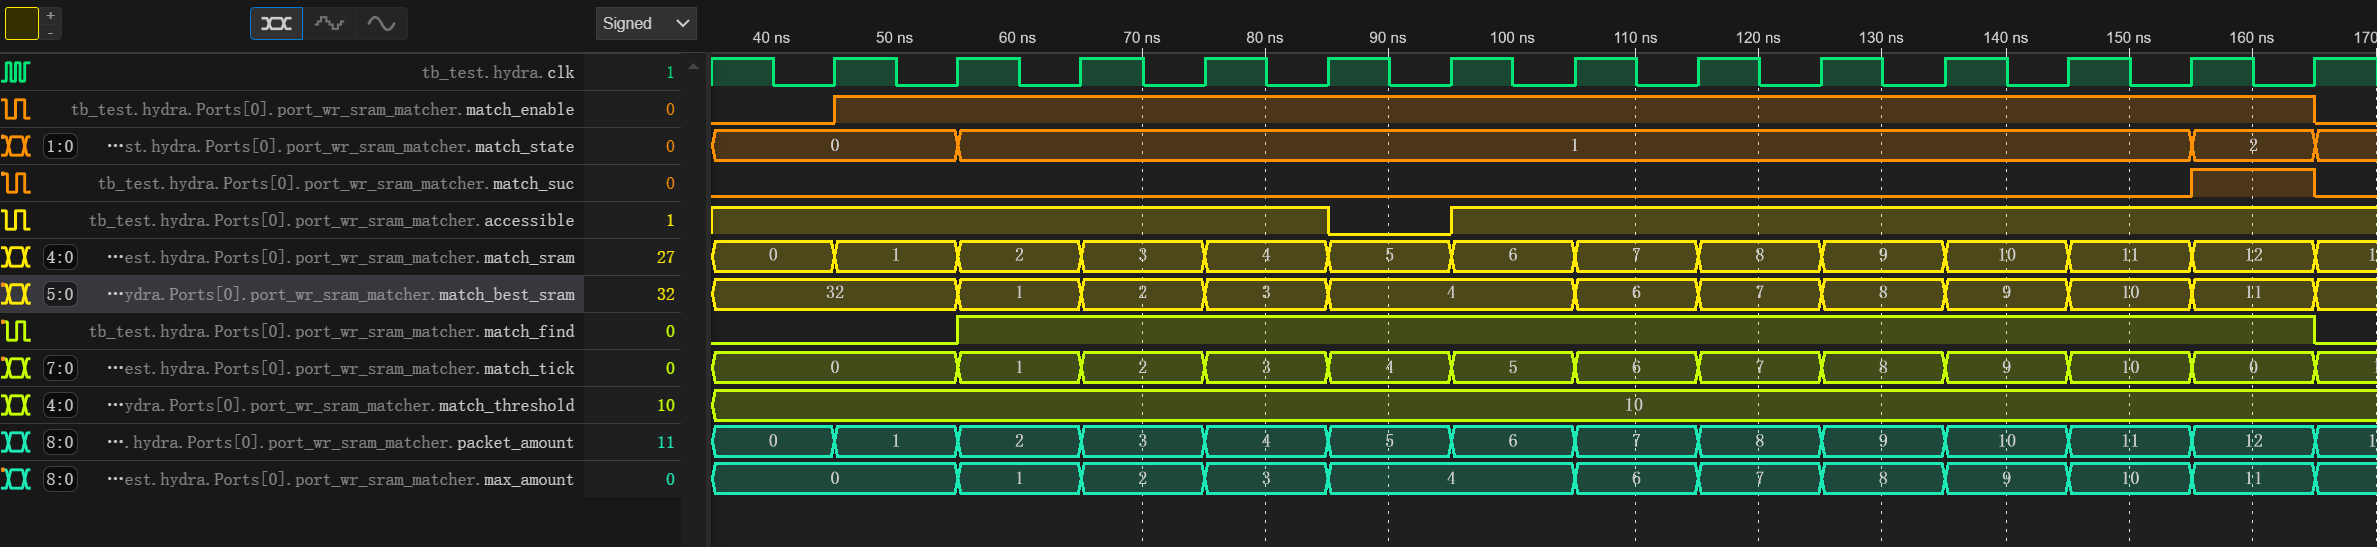 +
-
Signed
40 ns 50 ns 60 ns 70 ns 80 ns 90 ns 100 ns 110 ns 120 ns 130 ns 140 ns 150 ns 160 ns 170
tb_test.hydra.clk 1
tb_test.hydra.Ports[0].port_wr_sram_matcher.match_enable 0
1:0 ···st.hydra.Ports[0].port_wr_sram_matcher.match_state 0 0 1 2
tb_test.hydra.Ports[0].port_wr_sram_matcher.match_suc 0
tb_test.hydra.Ports[0].port_wr_sram_matcher.accessible 1
4:0 ···est.hydra.Ports[0].port_wr_sram_matcher.match_sram 27 0 1 2 3 4 5 6 7 8 9 10 11 12
5:0 ···ydra.Ports[0].port_wr_sram_matcher.match_best_sram 32 32 1 2 3 4 6 7 8 9 10 11
tb_test.hydra.Ports[0].port_wr_sram_matcher.match_find 0
7:0 ···est.hydra.Ports[0].port_wr_sram_matcher.match_tick 0 0 1 2 3 4 5 6 7 8 9 10 0
4:0 ···ydra.Ports[0].port_wr_sram_matcher.match_threshold 10 10
8:0 ···.hydra.Ports[0].port_wr_sram_matcher.packet_amount 11 0 1 2 3 4 5 6 7 8 9 10 11 12
8:0 ···est.hydra.Ports[0].port_wr_sram_matcher.max_amount 0 0 1 2 3 4 6 7 8 9 10 11